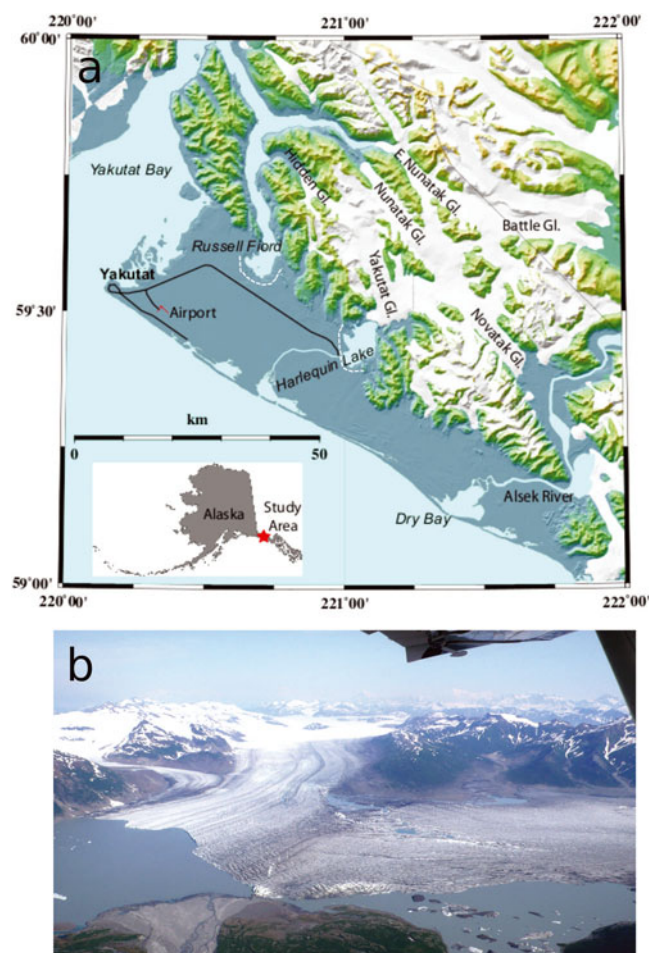 220°00'
221°00'
222°00'
60°00'
a
Yakutat Bay
Hidden Gl.
E. Nunatak Gl.
Nunatak Gl.
Battle Gl.
Russell Fiord
Yakutat Gl.
Yakutat
59°30'
Airport
Novatak Gl.
Harlequin Lake
km
0
50
Alaska
Study
Area
Alsek River
Dry Bay
59°00'
220°00'
221°00'
222°00'
b